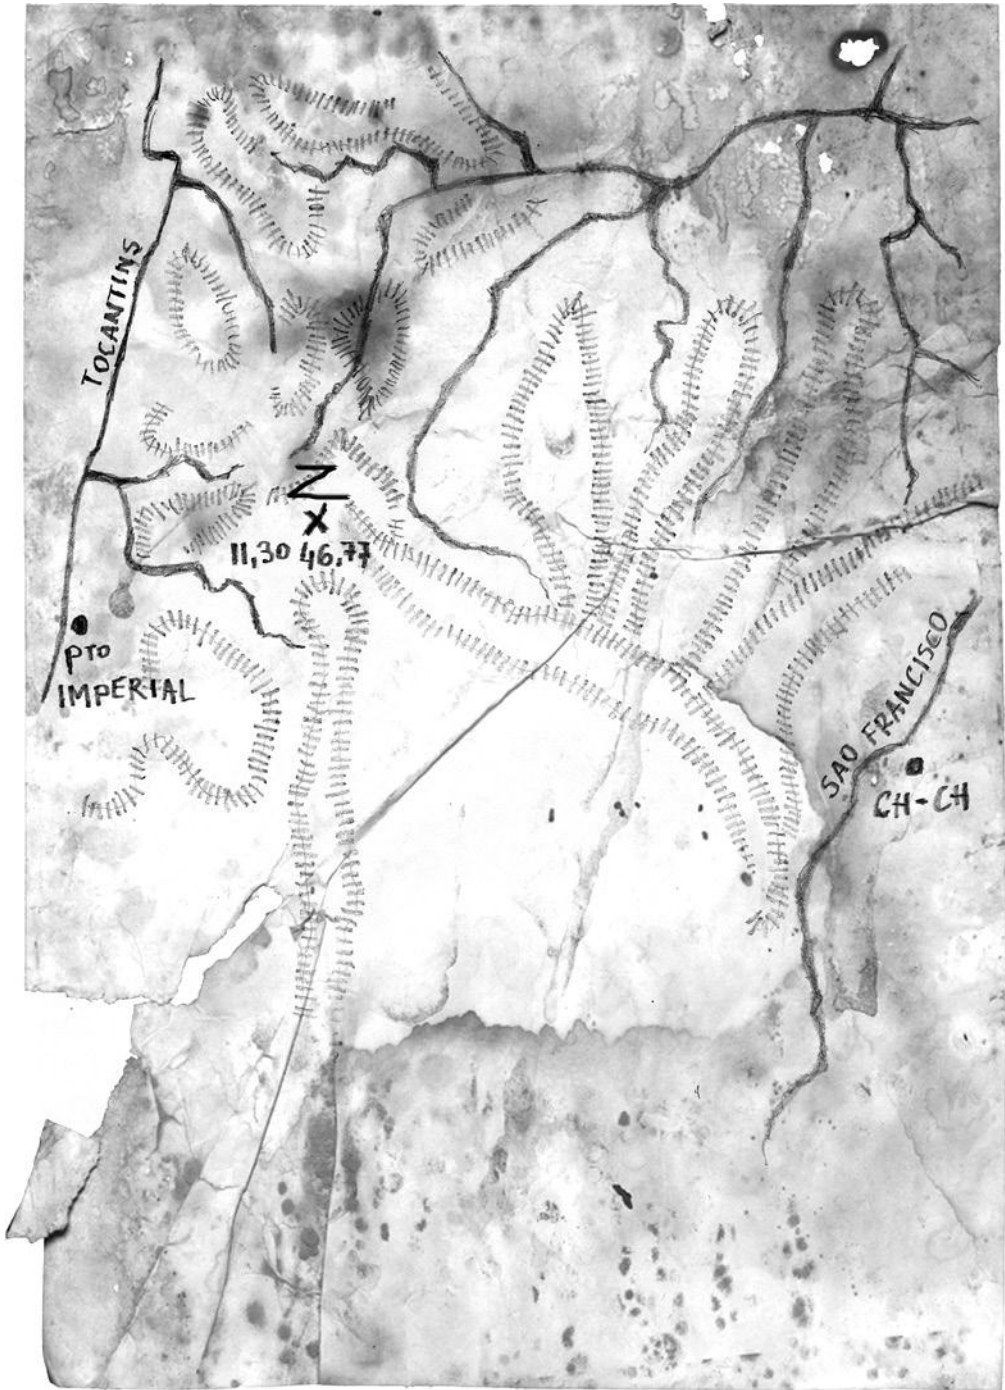 TOCANTINS
Z
X
11,30 46,77
PTO
IMPERIAL
SAO FRANCISCO
CH-CH